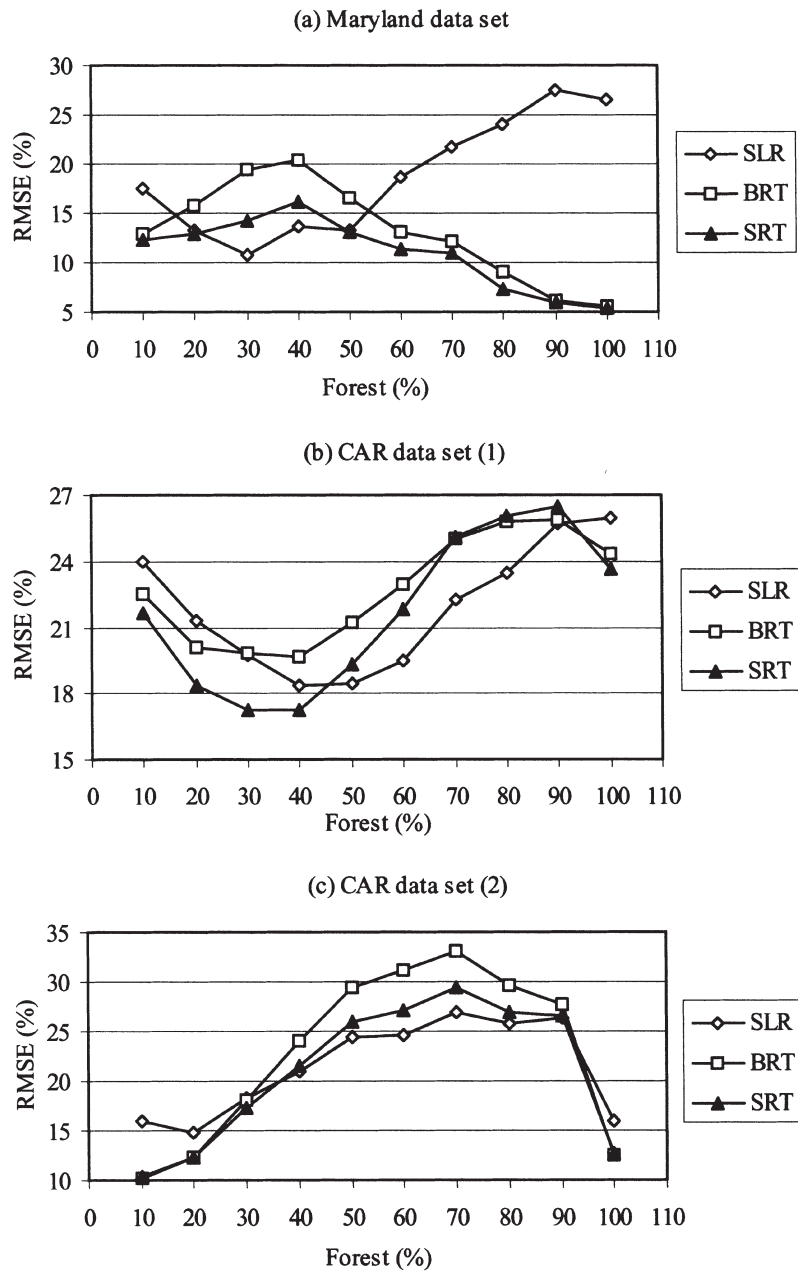 (a) Maryland data set
30
25
20
15
10
5
RMSE (%)
0 10 20 30 40 50 60 70 80 90 100 110
Forest (%)
SLR
BRT
SRT
(b) CAR data set (1)
27
24
21
18
15
RMSE (%)
0 10 20 30 40 50 60 70 80 90 100 110
Forest (%)
SLR
BRT
SRT
(c) CAR data set (2)
35
30
25
20
15
10
RMSE (%)
0 10 20 30 40 50 60 70 80 90 100 110
Forest (%)
SLR
BRT
SRT